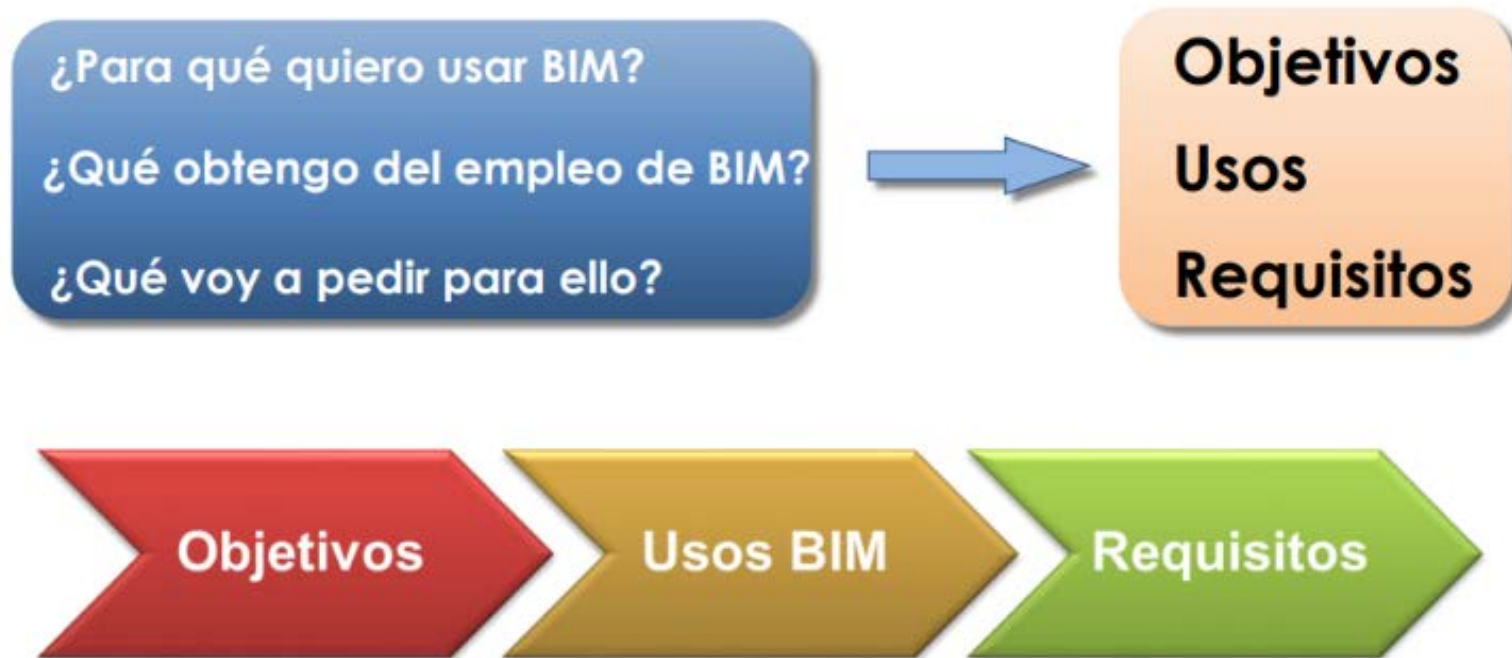 ¿Para qué quiero usar BIM?
¿Qué obtengo del empleo de BIM?
¿Qué voy a pedir para ello?
Objetivos
Usos
Requisitos
Objetivos
Usos BIM
Requisitos